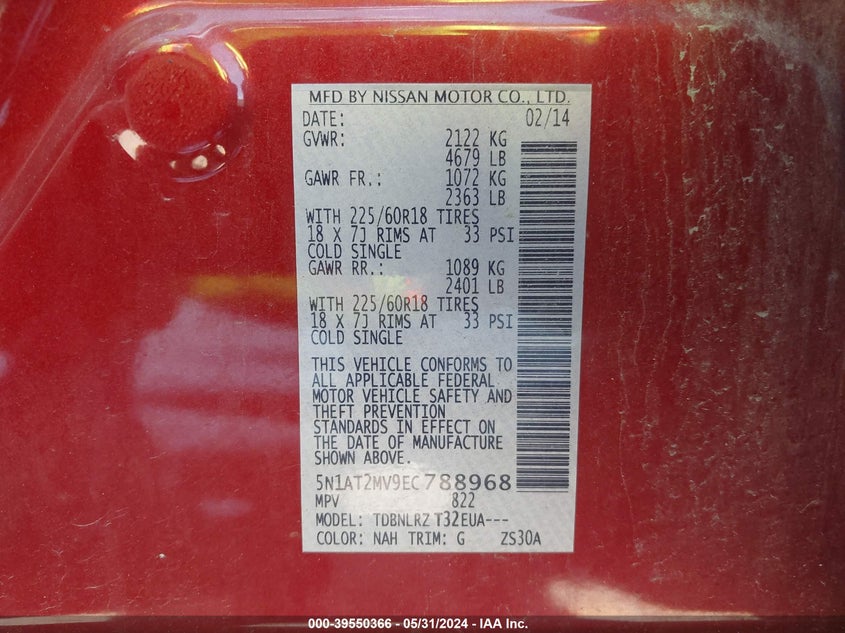 MFD BY NISSAN MOTOR CO., LTD.
DATE: 02/14
GVWR: 2122 KG
4679 LB
GAWR FR.: 1072 KG
2363 LB
WITH 225/60R18 TIRES
18 X 7J RIMS AT 33 PSI
COLD SINGLE
GAWR RR.: 1089 KG
2401 LB
WITH 225/60R18 TIRES
18 X 7J RIMS AT 33 PSI
COLD SINGLE
THIS VEHICLE CONFORMS TO
ALL APPLICABLE FEDERAL
MOTOR VEHICLE SAFETY AND
THEFT PREVENTION
STANDARDS IN EFFECT ON
THE DATE OF MANUFACTURE
SHOWN ABOVE.
5N1AT2MV9EC788968
MPV 822
MODEL: TDBNLRZ T32EUA---
COLOR: NAH TRIM: G ZS30A
000-39550366 - 05/31/2024 - IAA Inc.